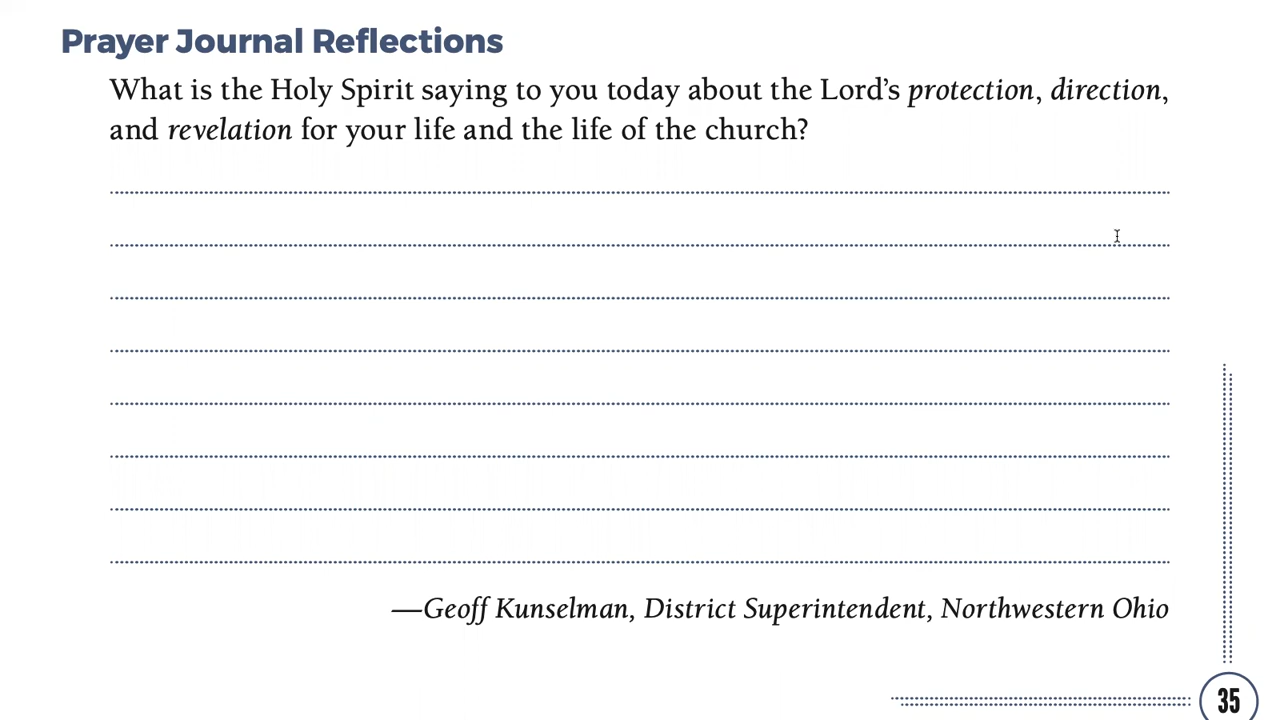 Prayer Journal Reflections
What is the Holy Spirit saying to you today about the Lord’s protection, direction,
and revelation for your life and the life of the church?
—Geoff Kunselman, District Superintendent, Northwestern Ohio
35